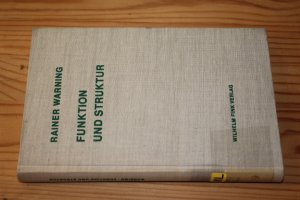 RAINER WARNING
FUNKTION
UND STRUKTUR
WILHELM FINK VERLAG